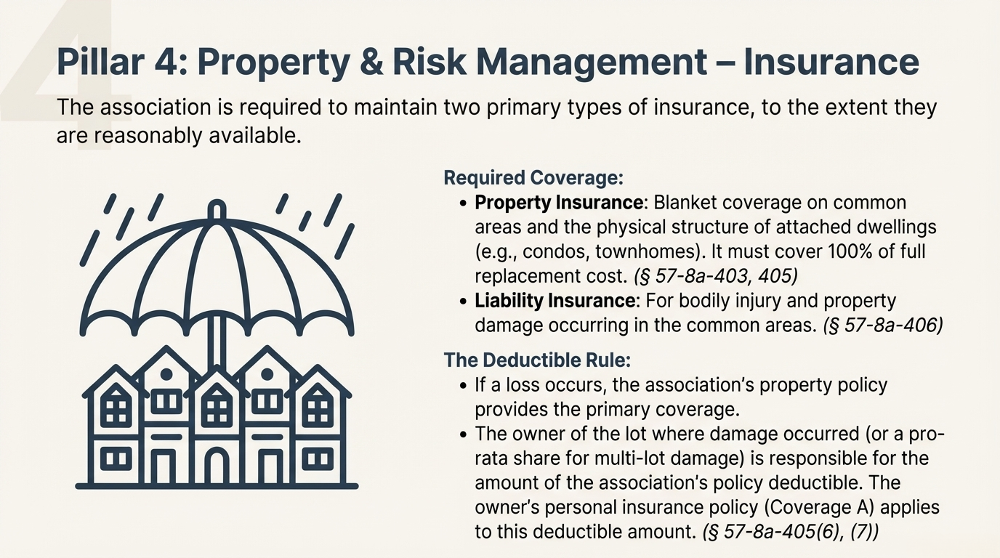 4
Pillar 4: Property & Risk Management – Insurance
The association is required to maintain two primary types of insurance, to the extent they
are reasonably available.
Required Coverage:
• Property Insurance: Blanket coverage on common
areas and the physical structure of attached dwellings
(e.g., condos, townhomes). It must cover 100% of full
replacement cost. (§ 57-8a-403, 405)
• Liability Insurance: For bodily injury and property
damage occurring in the common areas. (§ 57-8a-406)
The Deductible Rule:
• If a loss occurs, the association’s property policy
provides the primary coverage.
• The owner of the lot where damage occurred (or a pro-
rata share for multi-lot damage) is responsible for the
amount of the association’s policy deductible. The
owner’s personal insurance policy (Coverage A) applies
to this deductible amount. (§ 57-8a-405(6), (7))